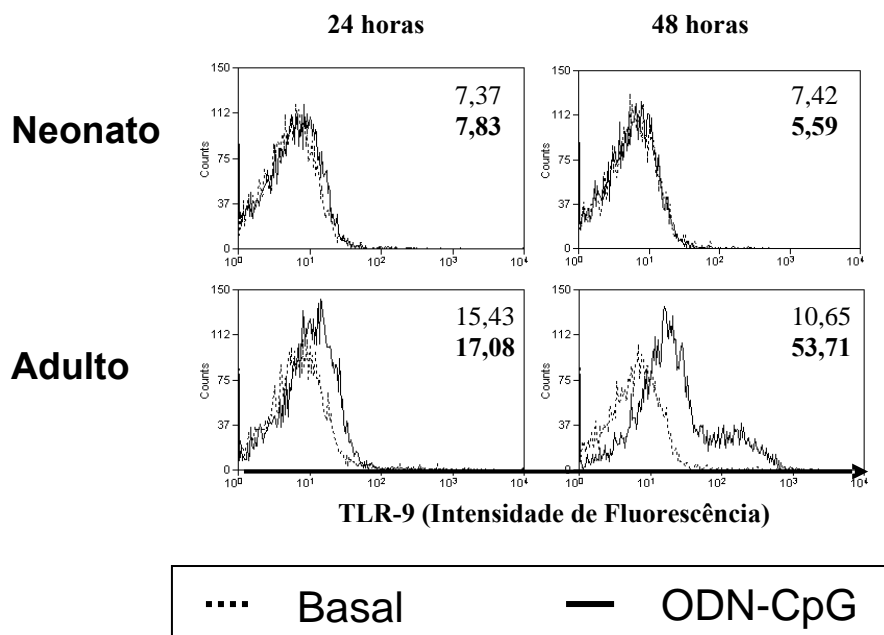 24 horas 48 horas
Neonato
150 112 75 37 0
Counts
7,37
7,83
10⁰ 10¹ 10² 10³ 10⁴
150 112 75 37 0
Counts
7,42
5,59
10⁰ 10¹ 10² 10³ 10⁴
Adulto
150 112 75 37 0
Counts
15,43
17,08
10⁰ 10¹ 10² 10³ 10⁴
150 112 75 37 0
Counts
10,65
53,71
10⁰ 10¹ 10² 10³ 10⁴
TLR-9 (Intensidade de Fluorescência)
Basal ODN-CpG